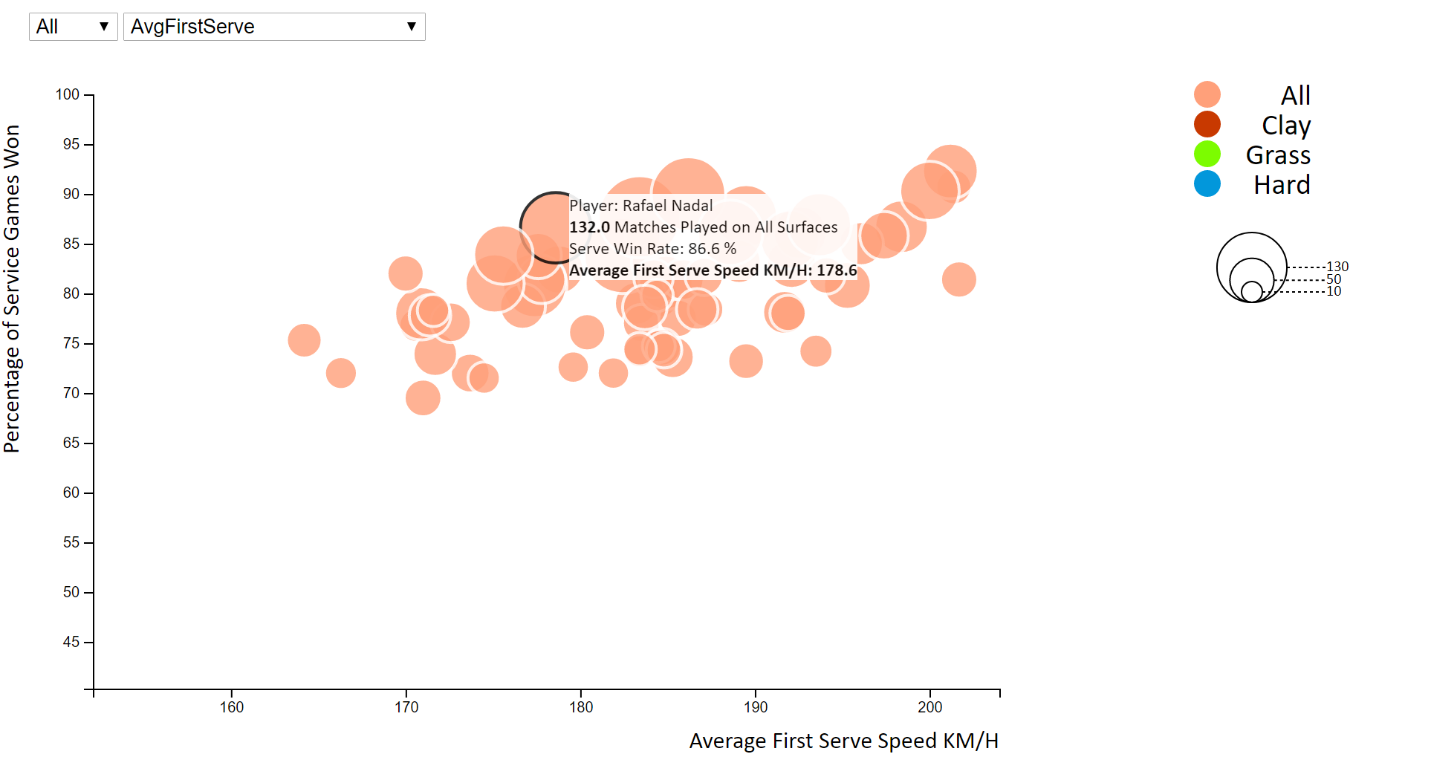 All
AvgFirstServe
Percentage of Service Games Won
100
95
90
85
80
75
70
65
60
55
50
45
160
170
180
190
200
Average First Serve Speed KM/H
Player: Rafael Nadal
132.0 Matches Played on All Surfaces
Serve Win Rate: 86.6 %
Average First Serve Speed KM/H: 178.6
All
Clay
Grass
Hard
130
50
10